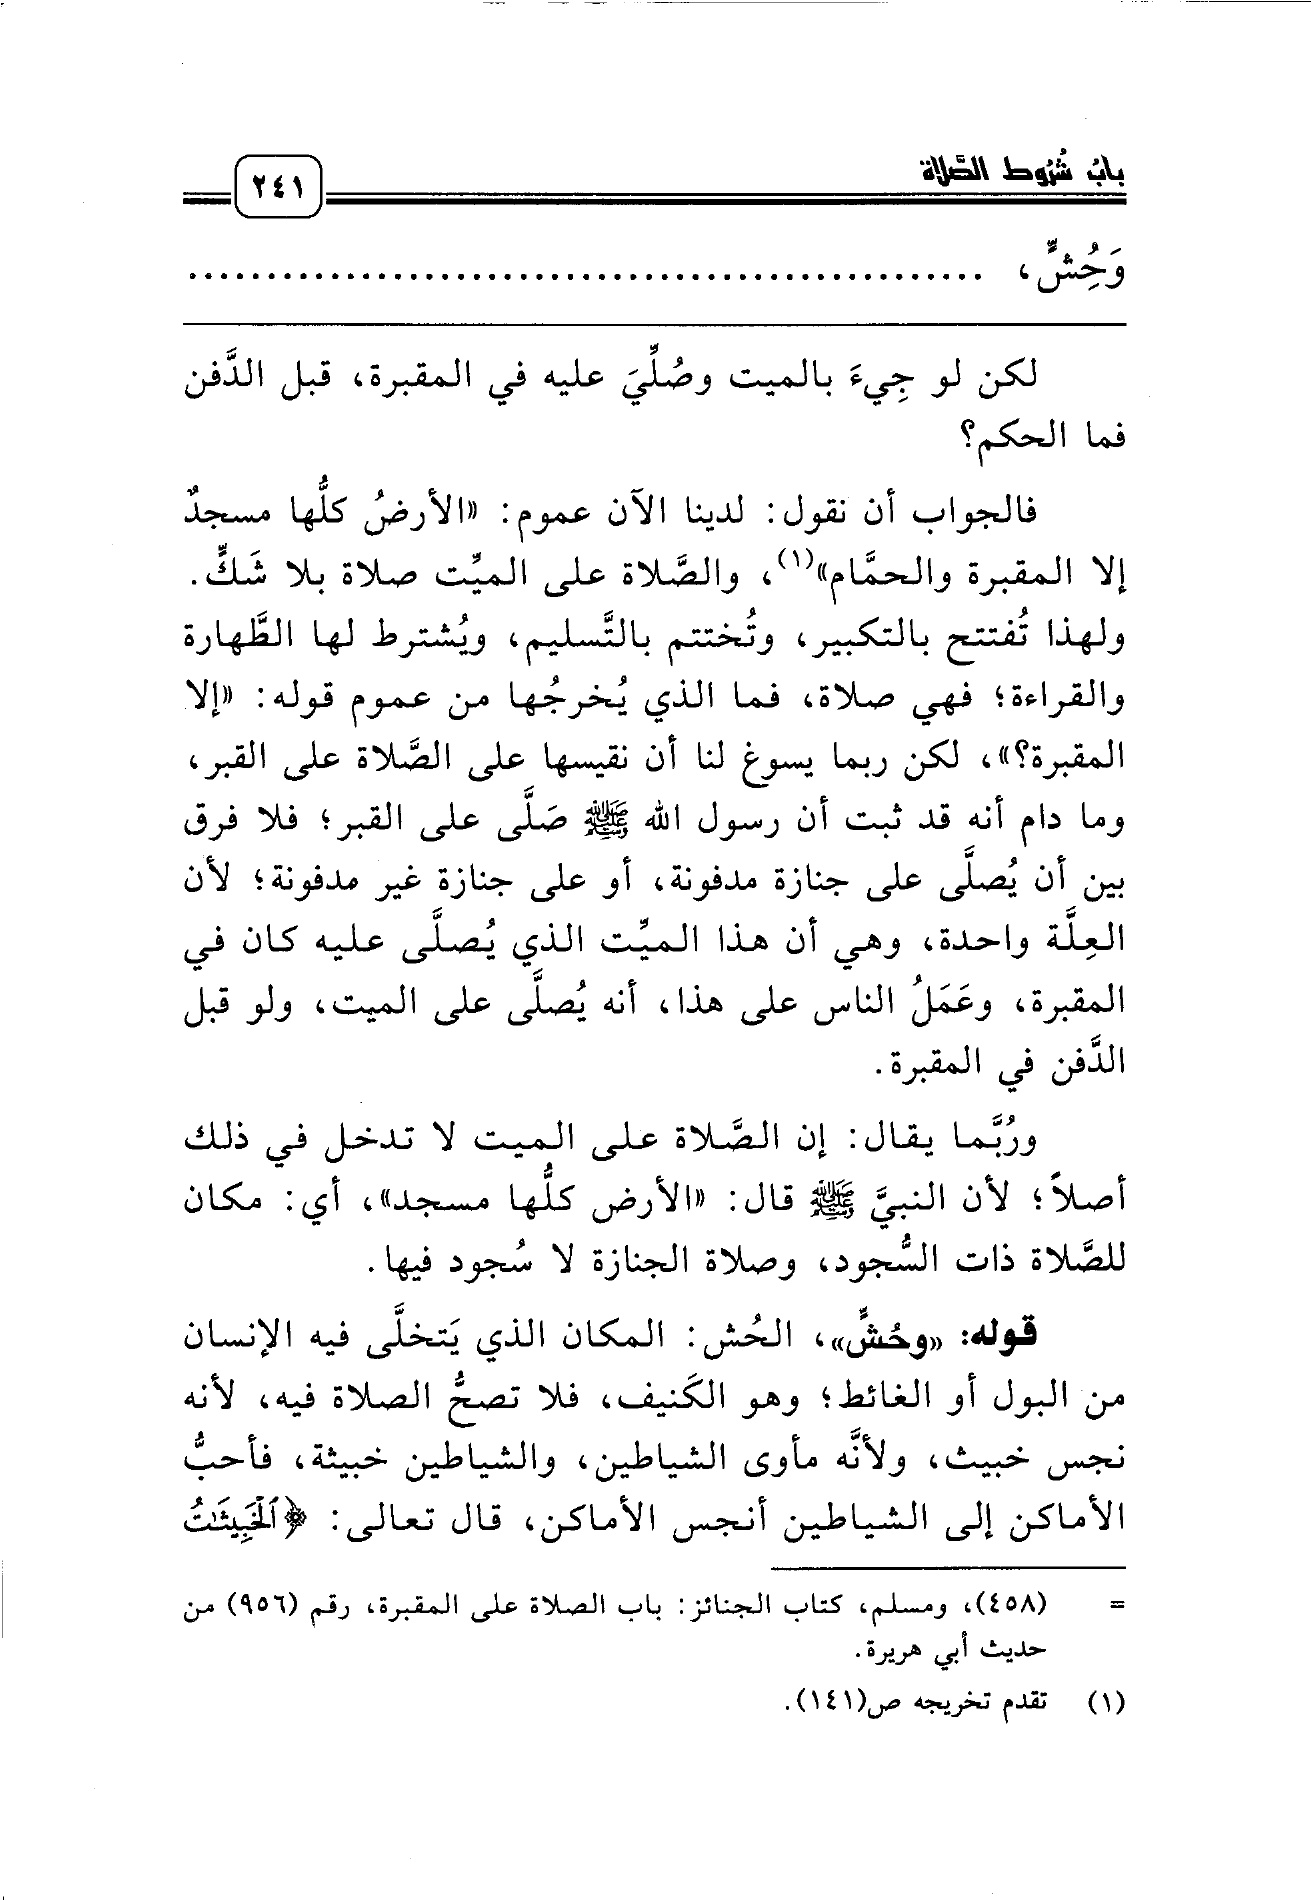 بابُ شُرُوط الصَّلاة
٢٤١
وَحُشٍّ، ..................................................
لكن لو جِيءَ بالميت وصُلِّيَ عليه في المقبرة، قبل الدَّفن
فما الحكم؟
فالجواب أن نقول: لدينا الآن عموم: «الأرضُ كلُّها مسجدٌ
إلا المقبرة والحمَّام»(١)، والصَّلاة على الميِّت صلاة بلا شَكٍّ.
ولهذا تُفتتح بالتكبير، وتُختتم بالتَّسليم، ويُشترط لها الطَّهارة
والقراءة؛ فهي صلاة، فما الذي يُخرجُها من عموم قوله: «إلا
المقبرة؟»، لكن ربما يسوغ لنا أن نقيسها على الصَّلاة على القبر،
وما دام أنه قد ثبت أن رسول الله ﷺ صَلَّى على القبر؛ فلا فرق
بين أن يُصلَّى على جنازة مدفونة، أو على جنازة غير مدفونة؛ لأن
العِلَّة واحدة، وهي أن هذا الميِّت الذي يُصلَّى عليه كان في
المقبرة، وعَمَلُ الناس على هذا، أنه يُصلَّى على الميت، ولو قبل
الدَّفن في المقبرة.
ورُبَّما يقال: إن الصَّلاة على الميت لا تدخل في ذلك
أصلاً؛ لأن النبيَّ ﷺ قال: «الأرض كلُّها مسجد»، أي: مكان
للصَّلاة ذات السُّجود، وصلاة الجنازة لا سُجود فيها.
قوله: «وحُشٍّ»، الحُش: المكان الذي يَتخلَّى فيه الإنسان
من البول أو الغائط؛ وهو الكَنيف، فلا تصحُّ الصلاة فيه، لأنه
نجس خبيث، ولأنَّه مأوى الشياطين، والشياطين خبيثة، فأحبُّ
الأماكن إلى الشياطين أنجس الأماكن، قال تعالى: ﴿ٱلْخَبِيثَٰتُ
= (٤٥٨)، ومسلم، كتاب الجنائز: باب الصلاة على المقبرة، رقم (٩٥٦) من
حديث أبي هريرة.
(١) تقدم تخريجه ص(١٤١).